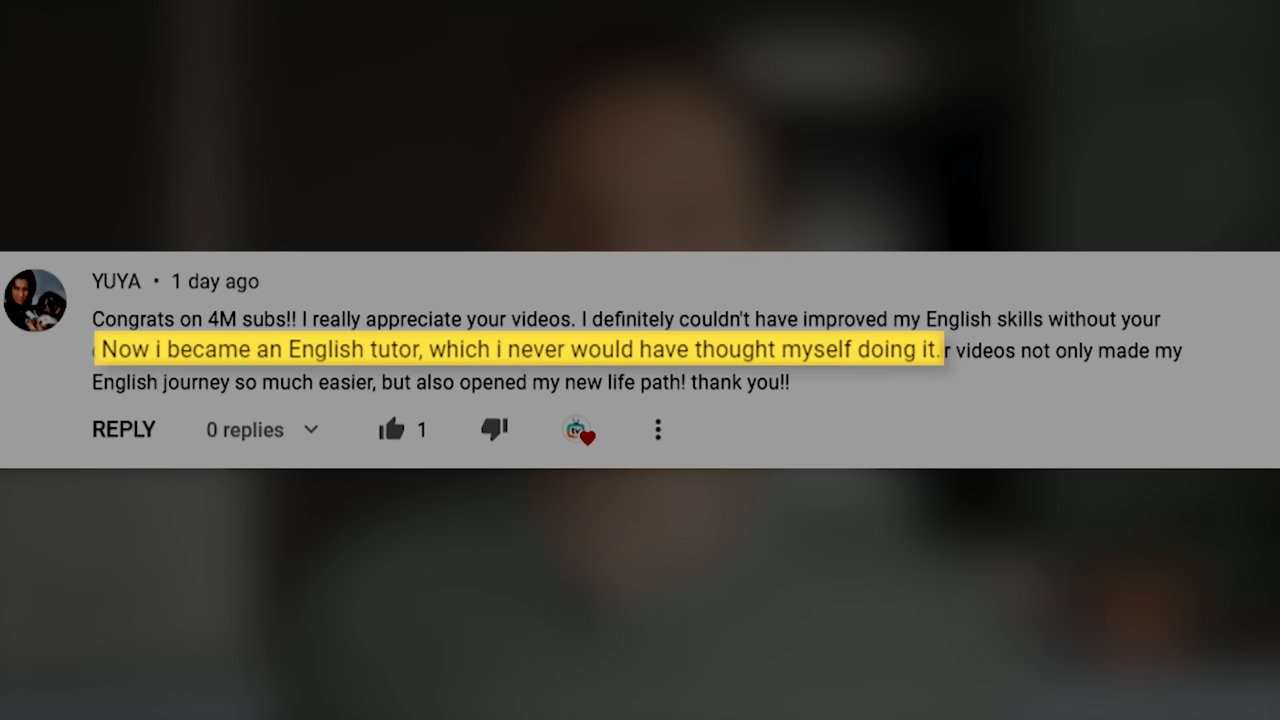 YUYA • 1 day ago
Congrats on 4M subs!! I really appreciate your videos. I definitely couldn't have improved my English skills without your
Now i became an English tutor, which i never would have thought myself doing it. r videos not only made my
English journey so much easier, but also opened my new life path! thank you!!
REPLY 0 replies 1
tv